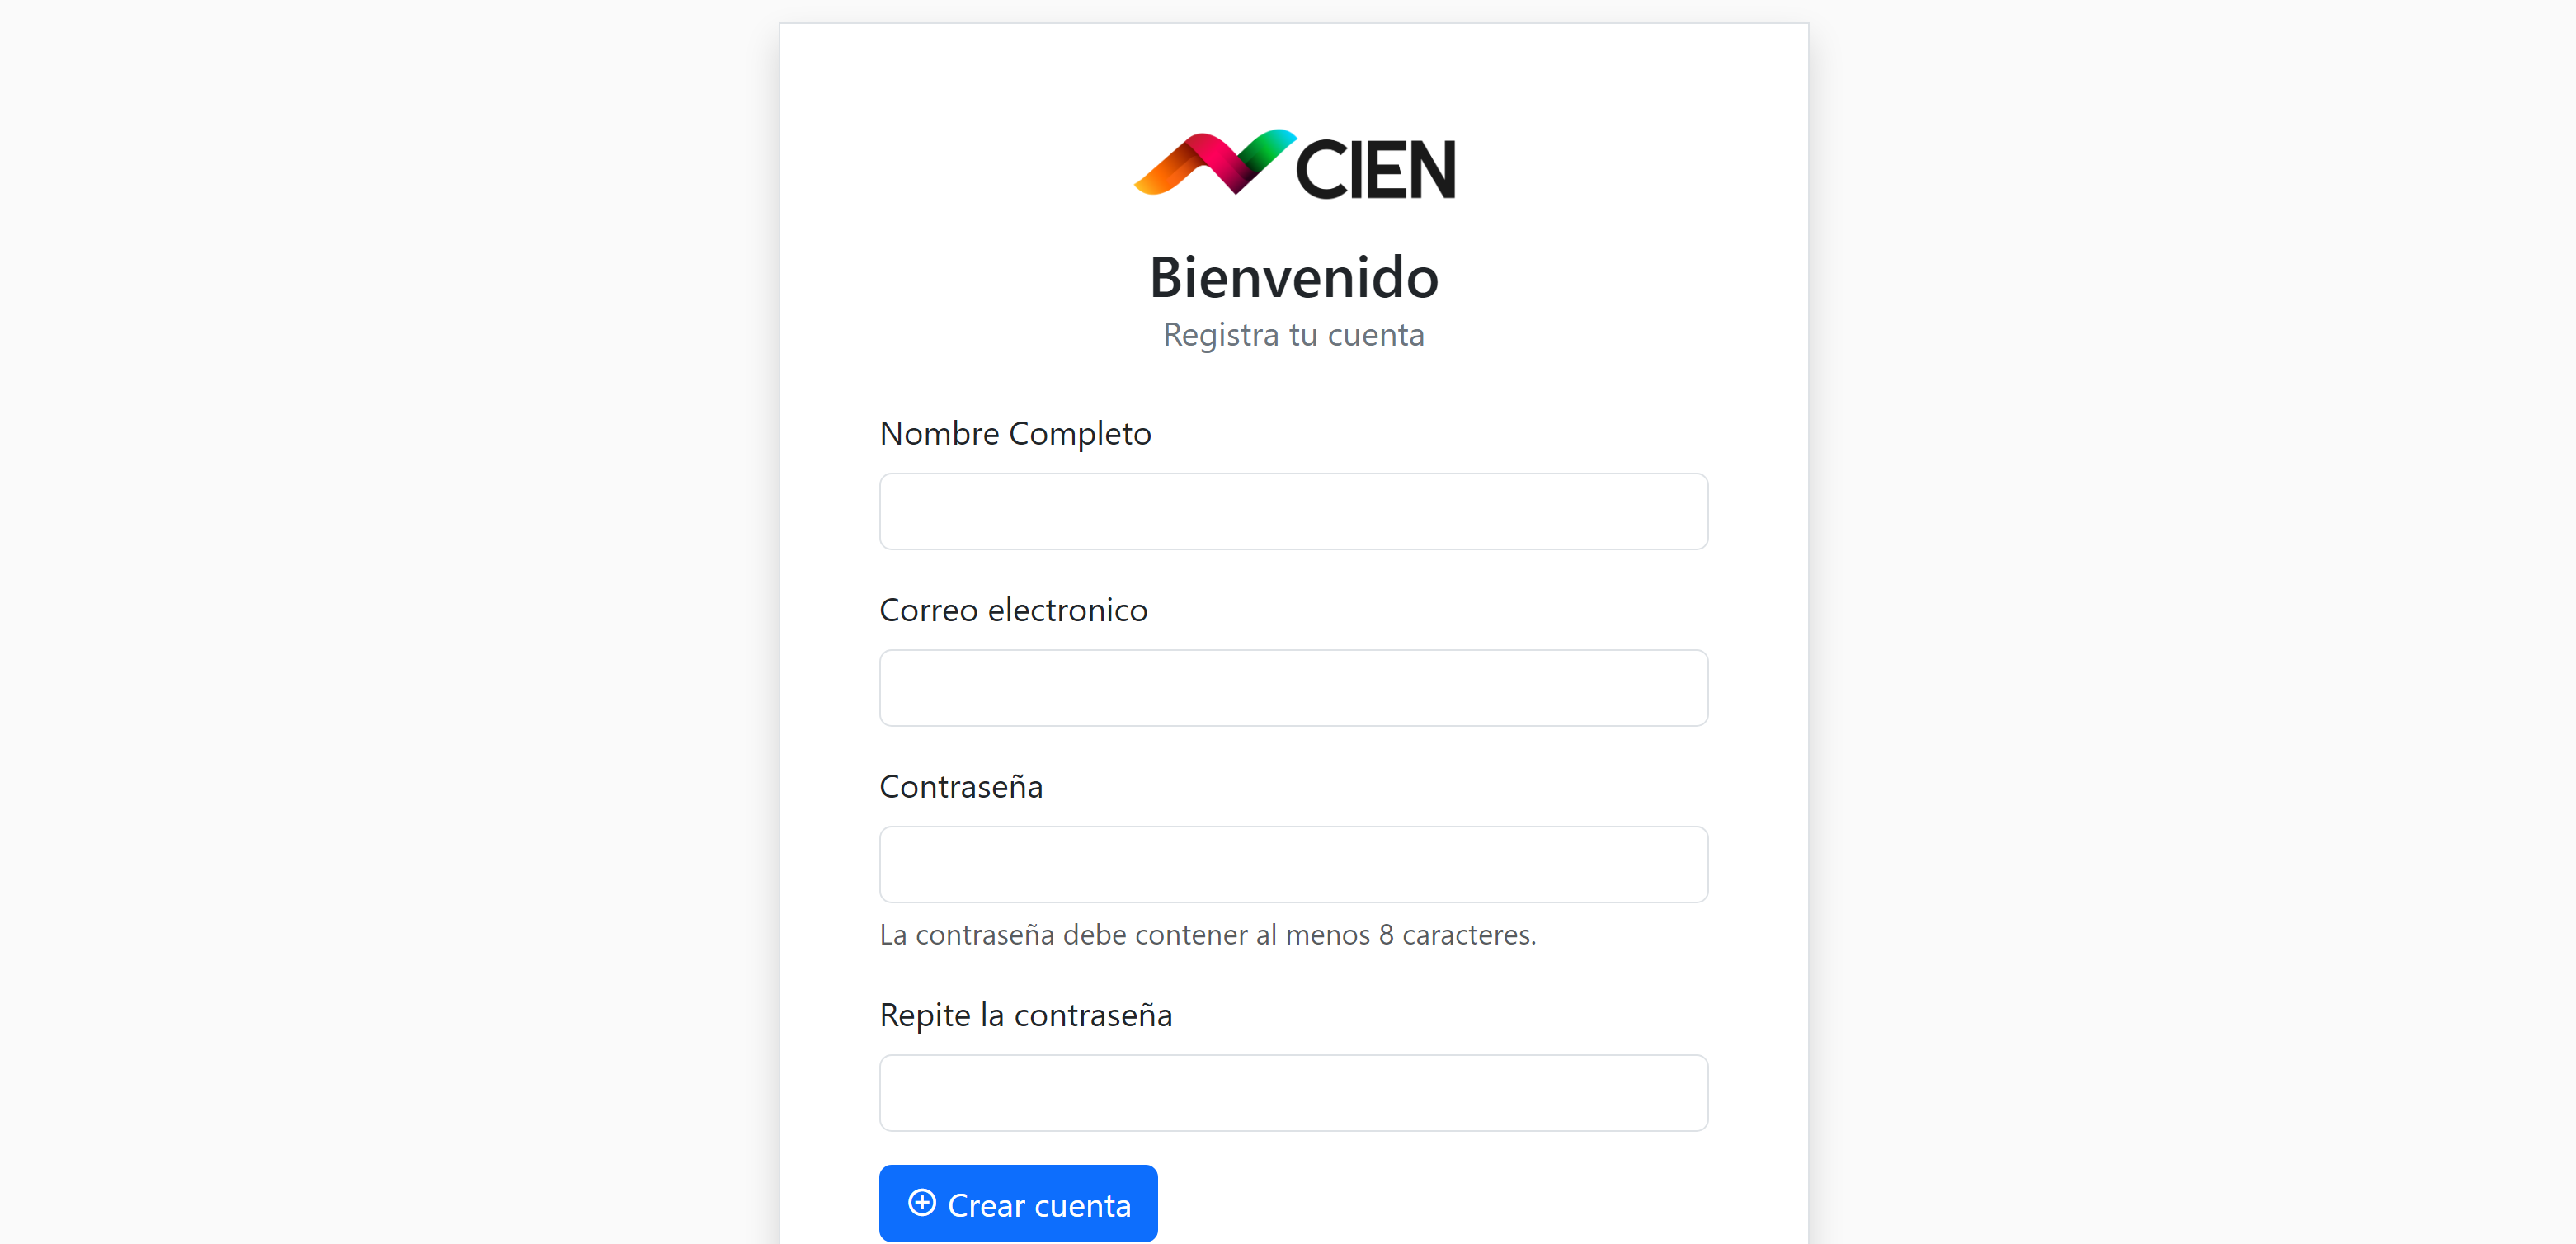 CIEN
Bienvenido
Registra tu cuenta
Nombre Completo
Correo electronico
Contraseña
La contraseña debe contener al menos 8 caracteres.
Repite la contraseña
Crear cuenta